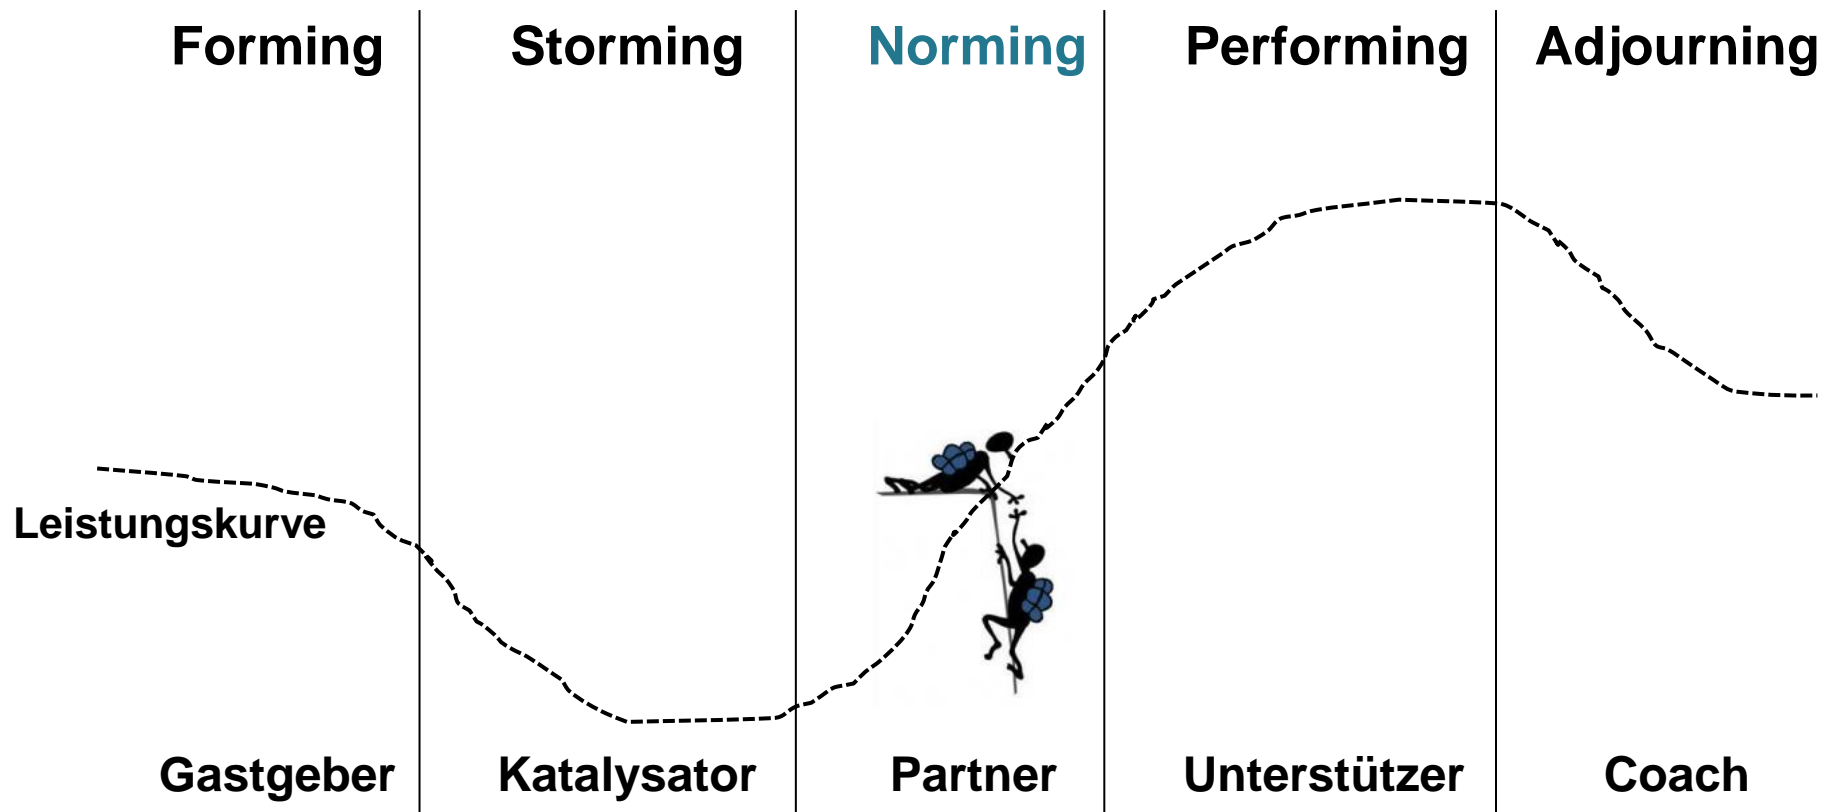 Forming Storming Norming Performing Adjourning
Leistungskurve
Gastgeber Katalysator Partner Unterstützer Coach